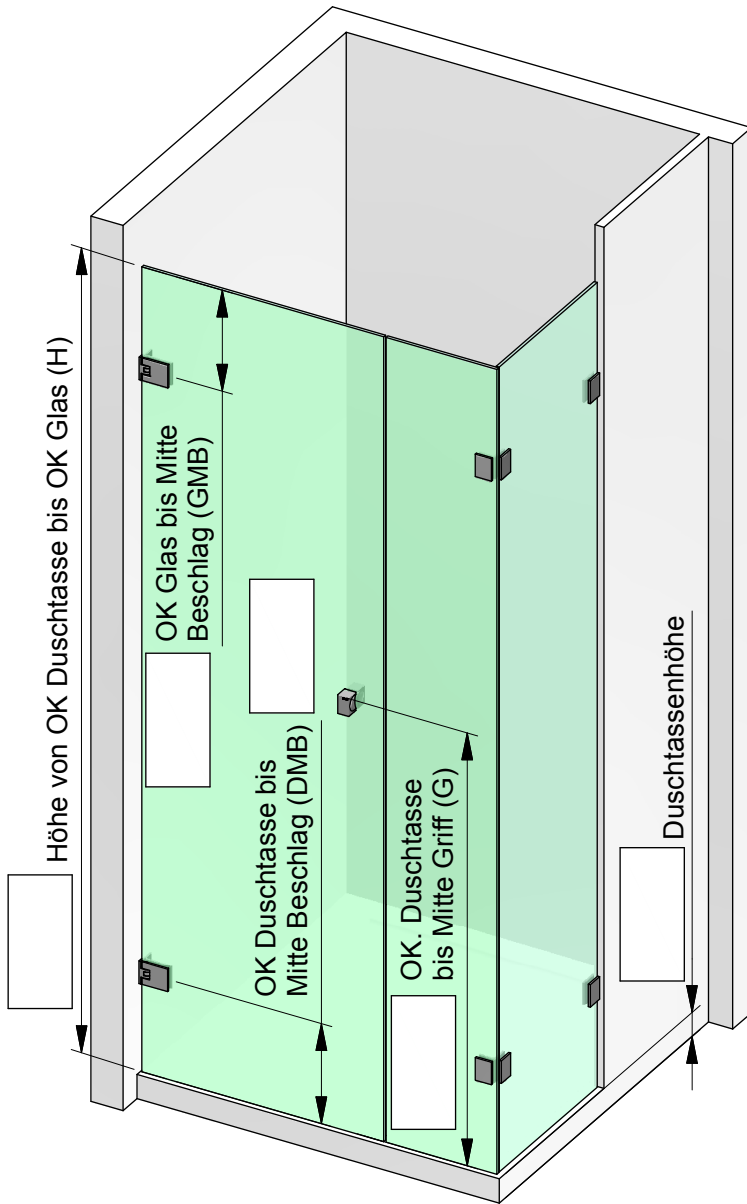 Höhe von OK Duschtasse bis OK Glas (H)
OK Glas bis Mitte
Beschlag (GMB)
OK Duschtasse bis
Mitte Beschlag (DMB)
OK. Duschtasse
bis Mitte Griff (G)
Duschtassenhöhe